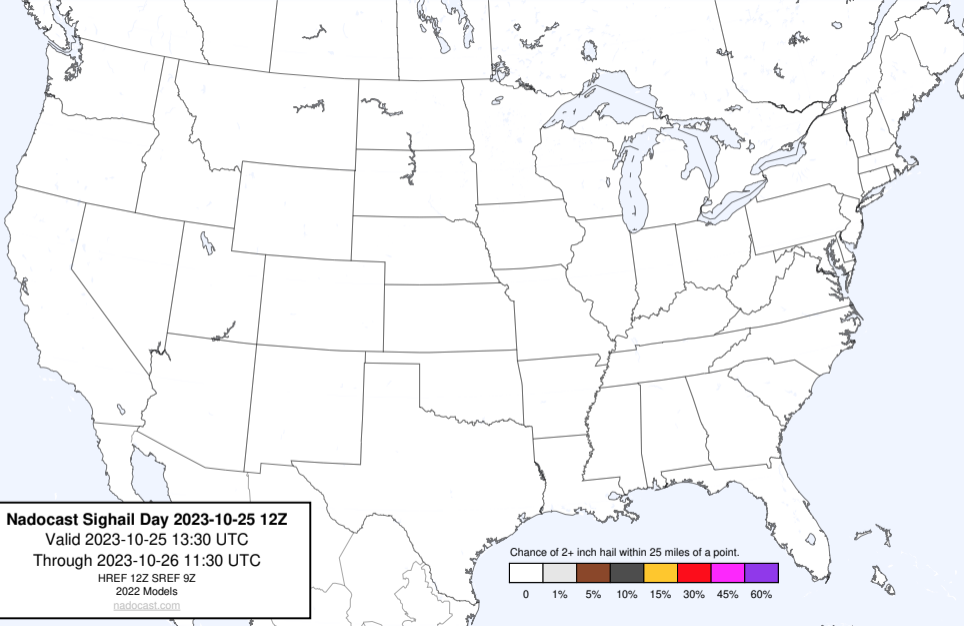 Nadocast Sighail Day 2023-10-25 12Z
Valid 2023-10-25 13:30 UTC
Through 2023-10-26 11:30 UTC
HREF 12Z SREF 9Z
2022 Models
nadocast.com
Chance of 2+ inch hail within 25 miles of a point.
0 1% 5% 10% 15% 30% 45% 60%